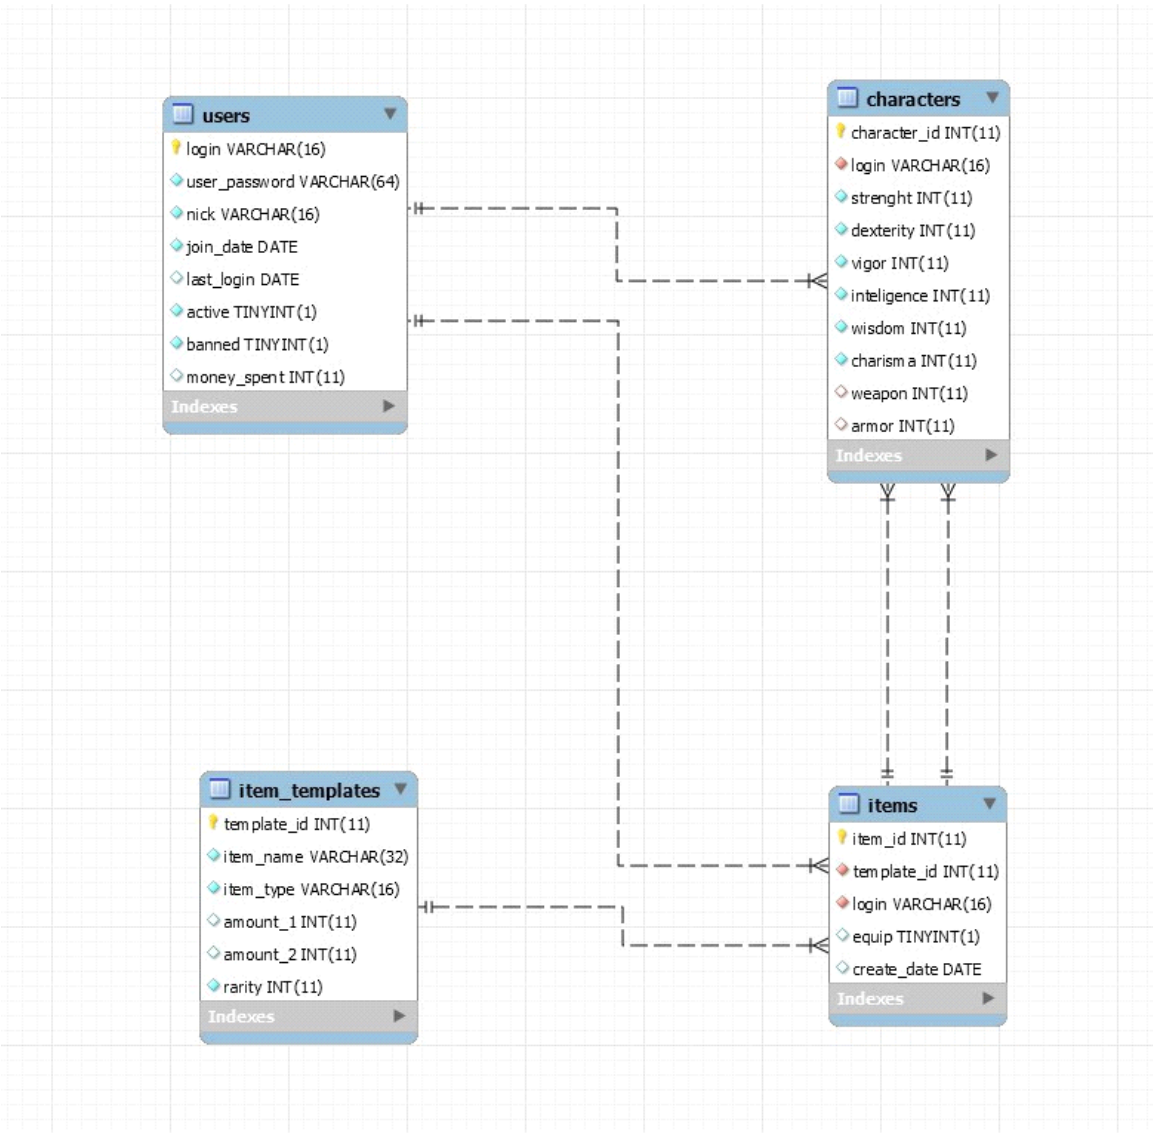 users
login VARCHAR(16)
user_password VARCHAR(64)
nick VARCHAR(16)
join_date DATE
last_login DATE
active TINYINT(1)
banned TINYINT(1)
money_spent INT(11)
Indexes
characters
character_id INT(11)
login VARCHAR(16)
strenght INT(11)
dexterity INT(11)
vigor INT(11)
inteligence INT(11)
wisdom INT(11)
charisma INT(11)
weapon INT(11)
armor INT(11)
Indexes
item_templates
template_id INT(11)
item_name VARCHAR(32)
item_type VARCHAR(16)
amount_1 INT(11)
amount_2 INT(11)
rarity INT(11)
Indexes
items
item_id INT(11)
template_id INT(11)
login VARCHAR(16)
equip TINYINT(1)
create_date DATE
Indexes